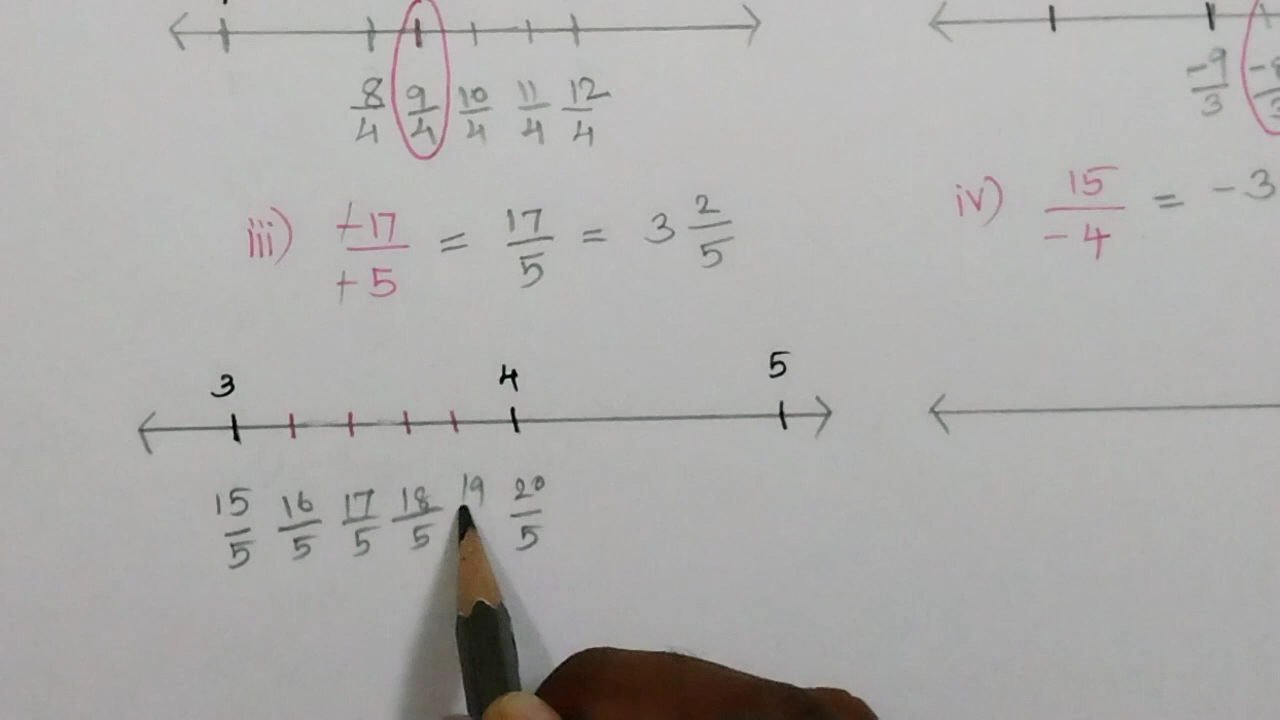 8/4 9/4 10/4 11/4 12/4
-9/3
iii) +17/+5 = 17/5 = 3 2/5
iv) 15/-4 = -3
3 4 5
15/5 16/5 17/5 18/5 19 20/5